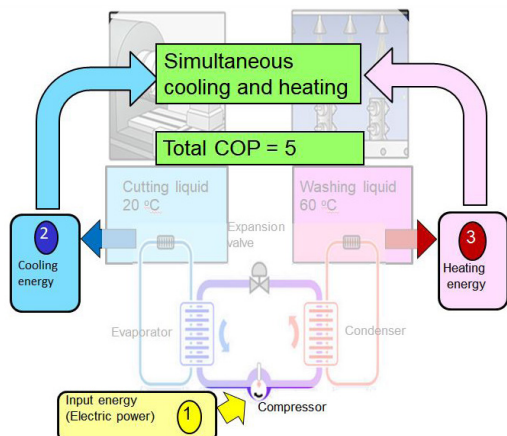 Simultaneous
cooling and heating
Total COP = 5
Cutting liquid
20 ºC
Washing liquid
60 ºC
2
Cooling
energy
Expansion
valve
3
Heating
energy
Evaporator
Condenser
Input energy
(Electric power)
1
Compressor